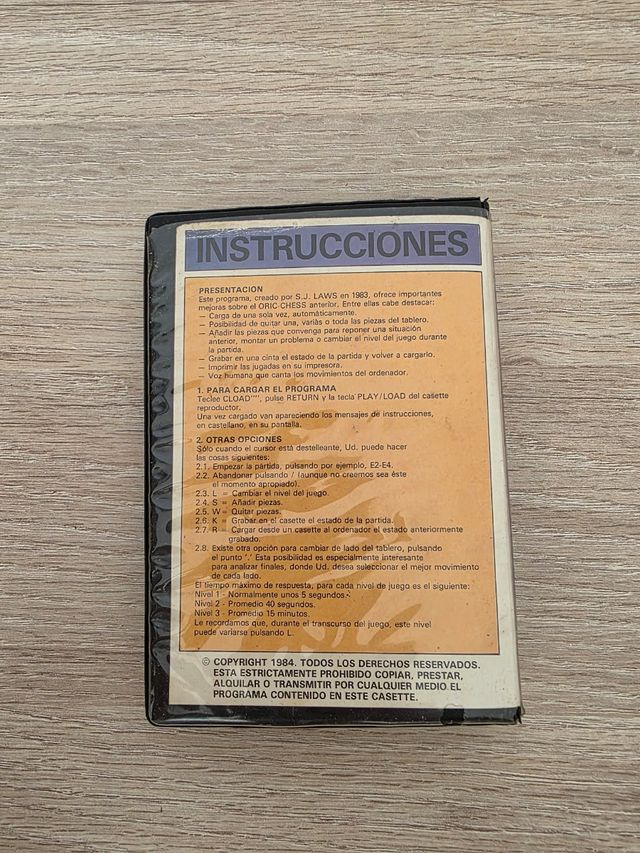 INSTRUCCIONES
PRESENTACION
Este programa, creado por S.J. LAWS en 1983, ofrece importantes
mejoras sobre el ORIC-CHESS anterior. Entre ellas cabe destacar:
— Carga de una sola vez, automáticamente.
— Posibilidad de quitar una, varias o toda las piezas del tablero.
— Añadir las piezas que convenga para reponer una situación
anterior, montar un problema o cambiar el nivel del juego durante
la partida.
— Grabar en una cinta el estado de la partida y volver a cargarlo.
— Imprimir las jugadas en su impresora.
— Voz humana que canta los movimientos del ordenador.
1. PARA CARGAR EL PROGRAMA
Teclee CLOAD"", pulse RETURN y la tecla PLAY/LOAD del casette
reproductor.
Una vez cargado van apareciendo los mensajes de instrucciones,
en castellano, en su pantalla.
2. OTRAS OPCIONES
Sólo cuando el cursor está destelleante, Ud. puede hacer
las cosas siguientes:
2.1. Empezar la partida, pulsando por ejemplo, E2-E4.
2.2. Abandonar pulsando / (aunque no creemos sea éste
el momento apropiado).
2.3. L = Cambiar el nivel del juego.
2.4. S = Añadir piezas.
2.5. W = Quitar piezas.
2.6. K = Grabar en el casette el estado de la partida.
2.7. R = Cargar desde un casette al ordenador el estado anteriormente
grabado.
2.8. Existe otra opción para cambiar de lado del tablero, pulsando
el punto '.' Esta posibilidad es especialmente interesante
para analizar finales, donde Ud. desea seleccionar el mejor movimiento
de cada lado.
El tiempo máximo de respuesta, para cada nivel de juego es el siguiente:
Nivel 1 - Normalmente unos 5 segundos.
Nivel 2 - Promedio 40 segundos.
Nivel 3 - Promedio 15 minutos.
Le recordamos que, durante el transcurso del juego, este nivel
puede variarse pulsando L.
© COPYRIGHT 1984. TODOS LOS DERECHOS RESERVADOS.
ESTA ESTRICTAMENTE PROHIBIDO COPIAR, PRESTAR,
ALQUILAR O TRANSMITIR POR CUALQUIER MEDIO EL
PROGRAMA CONTENIDO EN ESTE CASETTE.